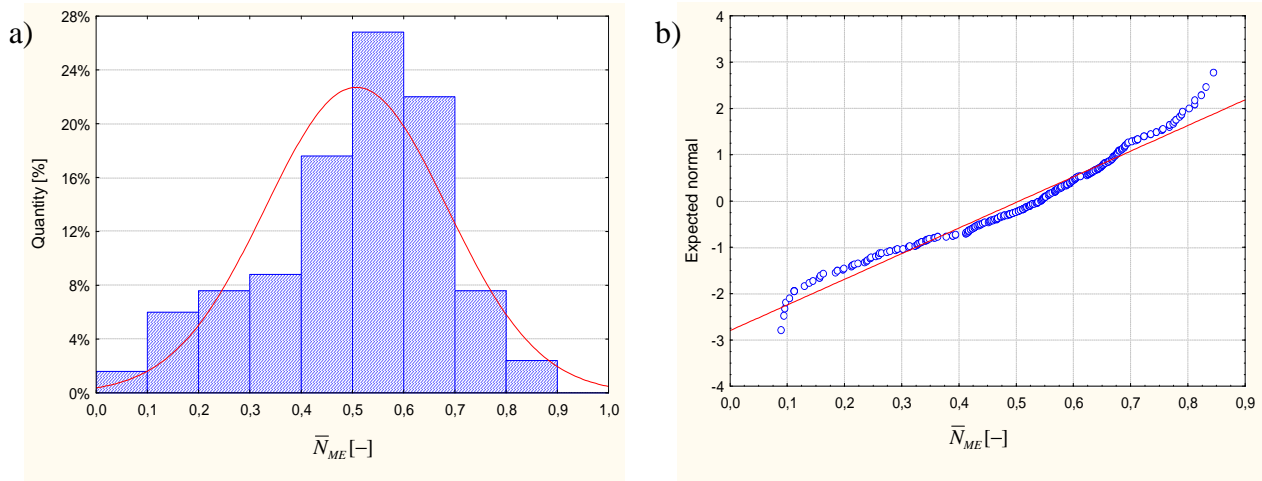 a)
28%
24%
20%
16%
12%
8%
4%
0%
Quantity [%]
0,0 0,1 0,2 0,3 0,4 0,5 0,6 0,7 0,8 0,9 1,0
N̅ME [–]
b)
4
3
2
1
0
-1
-2
-3
-4
Expected normal
0,0 0,1 0,2 0,3 0,4 0,5 0,6 0,7 0,8 0,9
N̅ME [–]